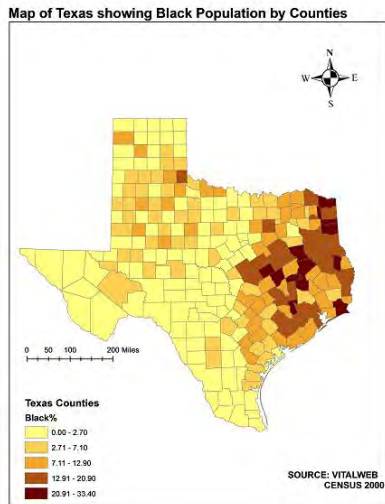 Map of Texas showing Black Population by Counties
N
W E
S
0 50 100 200 Miles
Texas Counties
Black%
0.00 - 2.70
2.71 - 7.10
7.11 - 12.90
12.91 - 20.90
20.91 - 33.40
SOURCE: VITALWEB
CENSUS 2000